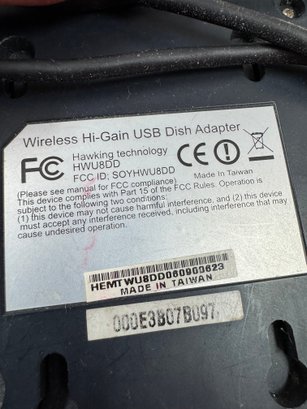 Wireless Hi-Gain USB Dish Adapter
FC
Hawking technology
HWU8DD
FCC ID: SOYHWU8DD
CE
Made In Taiwan
(Please see manual for FCC compliance)
This device complies with Part 15 of the FCC Rules. Operation is
subject to the following two conditions:
(1) this device may not cause harmful interference, and (2) this device
must accept any interference received, including interference that may
cause undesired operation.
HEMTWU8DD060900623
MADE IN TAIWAN
000E3B07B097